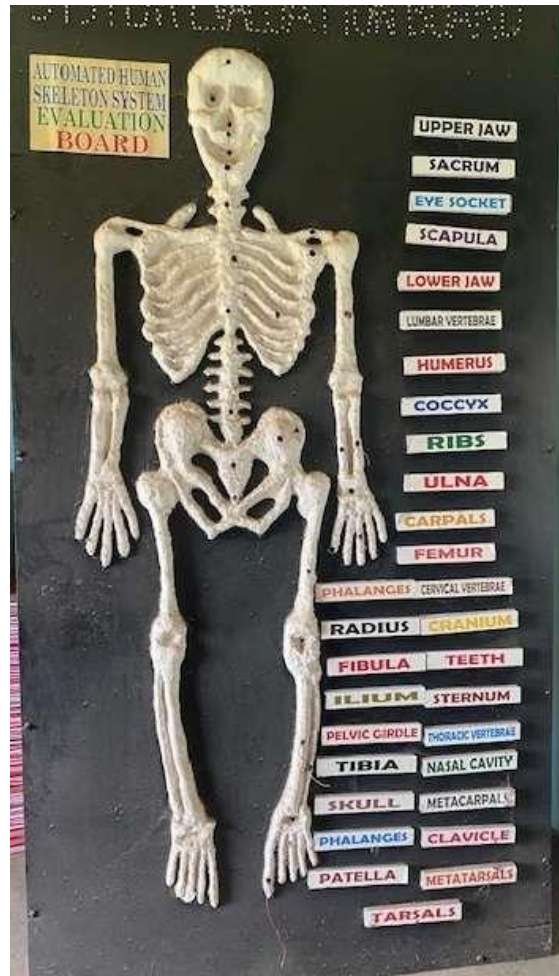 AUTOMATED HUMAN
SKELETON SYSTEM
EVALUATION
BOARD
UPPER JAW
SACRUM
EYE SOCKET
SCAPULA
LOWER JAW
LUMBAR VERTEBRAE
HUMERUS
COCCYX
RIBS
ULNA
CARPALS
FEMUR
PHALANGES CERVICAL VERTEBRAE
RADIUS CRANIUM
FIBULA TEETH
ILIUM STERNUM
PELVIC GIRDLE THORACIC VERTEBRAE
TIBIA NASAL CAVITY
SKULL METACARPALS
PHALANGES CLAVICLE
PATELLA METATARSALS
TARSALS